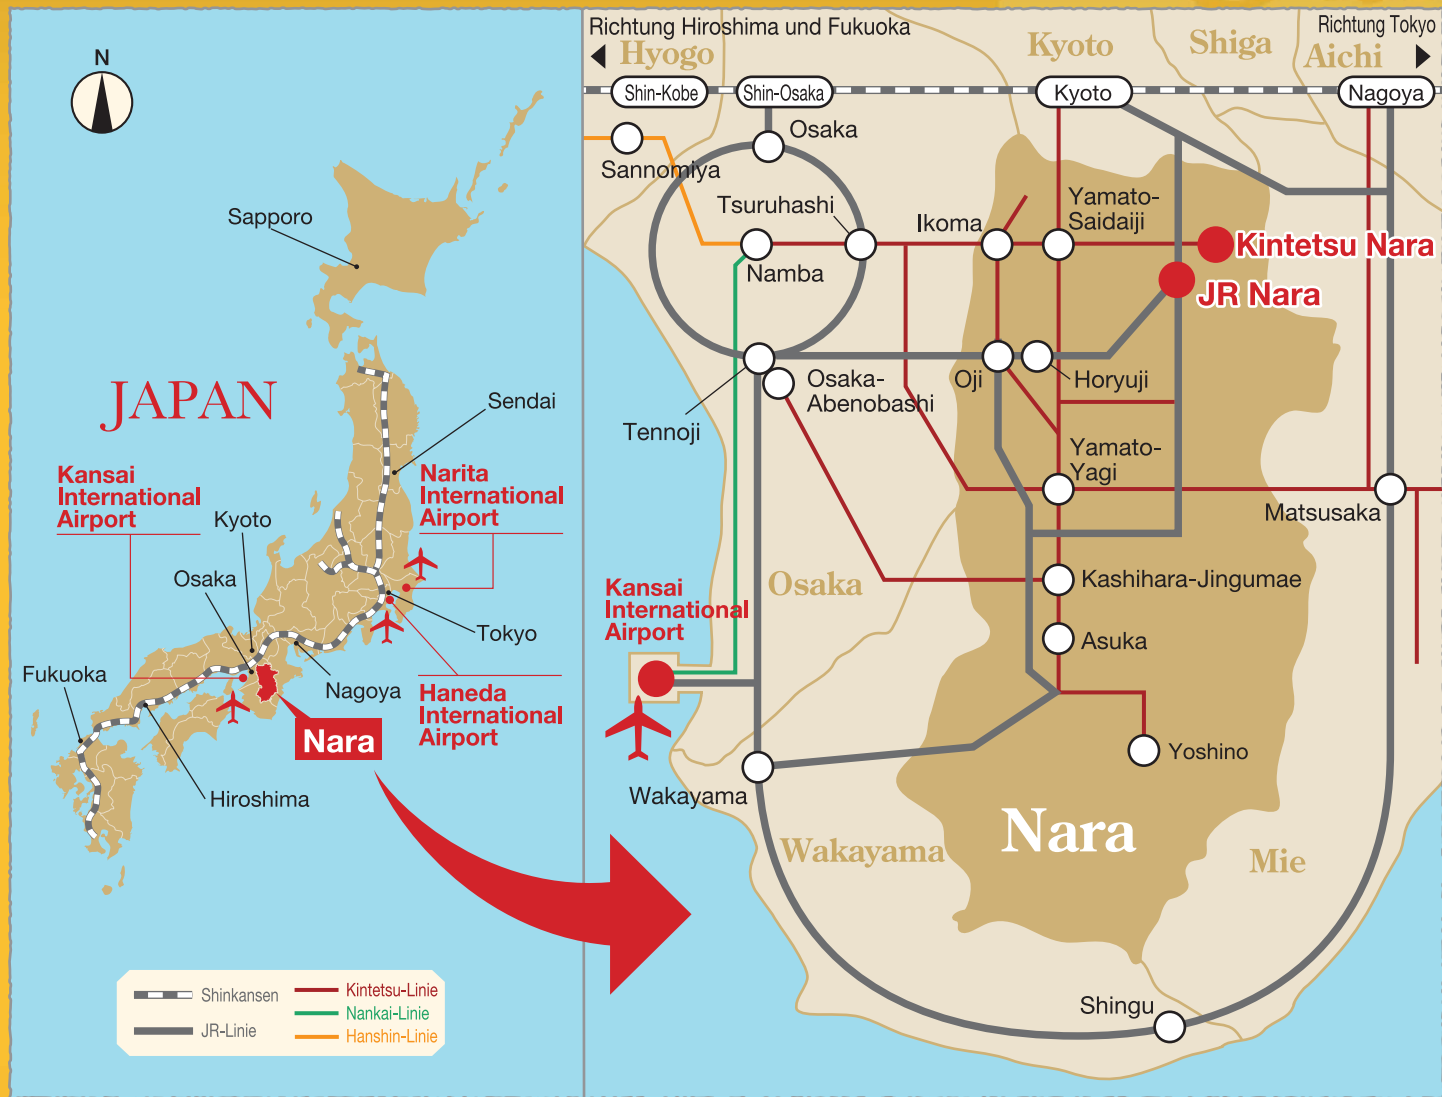 N
Sapporo
JAPAN
Sendai
Kansai
International
Airport
Narita
International
Airport
Kyoto
Osaka
Tokyo
Fukuoka
Nagoya
Haneda
International
Airport
Nara
Hiroshima
Shinkansen
JR-Linie
Kintetsu-Linie
Nankai-Linie
Hanshin-Linie
Richtung Hiroshima und Fukuoka
Richtung Tokyo
Hyogo
Kyoto
Shiga
Aichi
Shin-Kobe
Shin-Osaka
Kyoto
Nagoya
Osaka
Sannomiya
Tsuruhashi
Ikoma
Yamato-
Saidaiji
Kintetsu Nara
Namba
JR Nara
Oji
Horyuji
Osaka-
Abenobashi
Tennoji
Yamato-
Yagi
Matsusaka
Kansai
International
Airport
Osaka
Kashihara-Jingumae
Asuka
Yoshino
Wakayama
Nara
Wakayama
Mie
Shingu